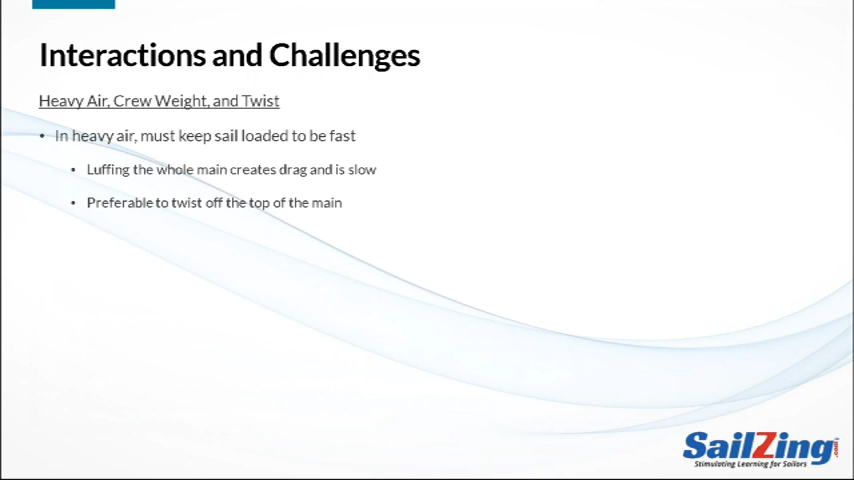 Interactions and Challenges
Heavy Air, Crew Weight, and Twist
• In heavy air, must keep sail loaded to be fast
• Luffing the whole main creates drag and is slow
• Preferable to twist off the top of the main
SailZing.com
Stimulating Learning for Sailors